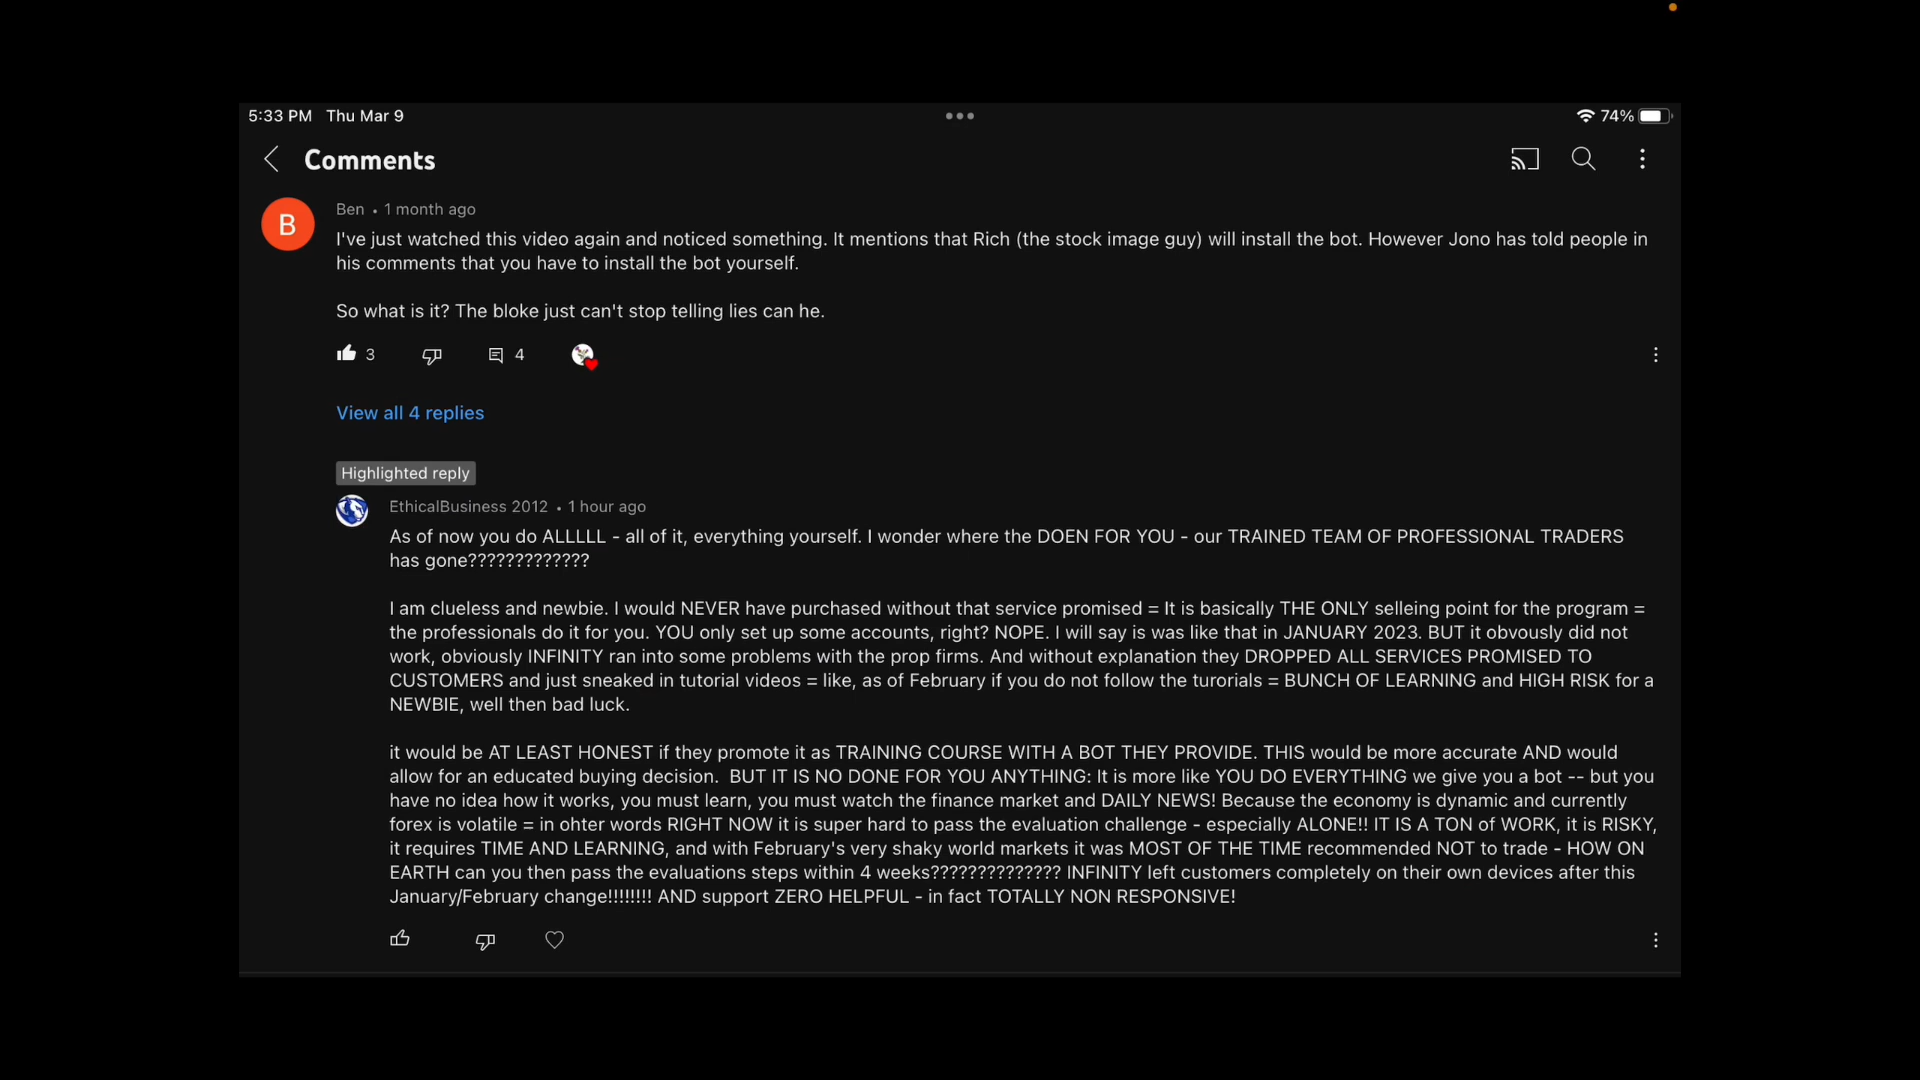 5:33 PM Thu Mar 9
74%
Comments
B
Ben • 1 month ago
I've just watched this video again and noticed something. It mentions that Rich (the stock image guy) will install the bot. However Jono has told people in
his comments that you have to install the bot yourself.
So what is it? The bloke just can't stop telling lies can he.
3 4
View all 4 replies
Highlighted reply
EthicalBusiness 2012 • 1 hour ago
As of now you do ALLLLL - all of it, everything yourself. I wonder where the DOEN FOR YOU - our TRAINED TEAM OF PROFESSIONAL TRADERS
has gone?????????????
I am clueless and newbie. I would NEVER have purchased without that service promised = It is basically THE ONLY selleing point for the program =
the professionals do it for you. YOU only set up some accounts, right? NOPE. I will say is was like that in JANUARY 2023. BUT it obvously did not
work, obviously INFINITY ran into some problems with the prop firms. And without explanation they DROPPED ALL SERVICES PROMISED TO
CUSTOMERS and just sneaked in tutorial videos = like, as of February if you do not follow the turorials = BUNCH OF LEARNING and HIGH RISK for a
NEWBIE, well then bad luck.
it would be AT LEAST HONEST if they promote it as TRAINING COURSE WITH A BOT THEY PROVIDE. THIS would be more accurate AND would
allow for an educated buying decision.  BUT IT IS NO DONE FOR YOU ANYTHING: It is more like YOU DO EVERYTHING we give you a bot -- but you
have no idea how it works, you must learn, you must watch the finance market and DAILY NEWS! Because the economy is dynamic and currently
forex is volatile = in ohter words RIGHT NOW it is super hard to pass the evaluation challenge - especially ALONE!! IT IS A TON of WORK, it is RISKY,
it requires TIME AND LEARNING, and with February's very shaky world markets it was MOST OF THE TIME recommended NOT to trade - HOW ON
EARTH can you then pass the evaluations steps within 4 weeks?????????????? INFINITY left customers completely on their own devices after this
January/February change!!!!!!!! AND support ZERO HELPFUL - in fact TOTALLY NON RESPONSIVE!